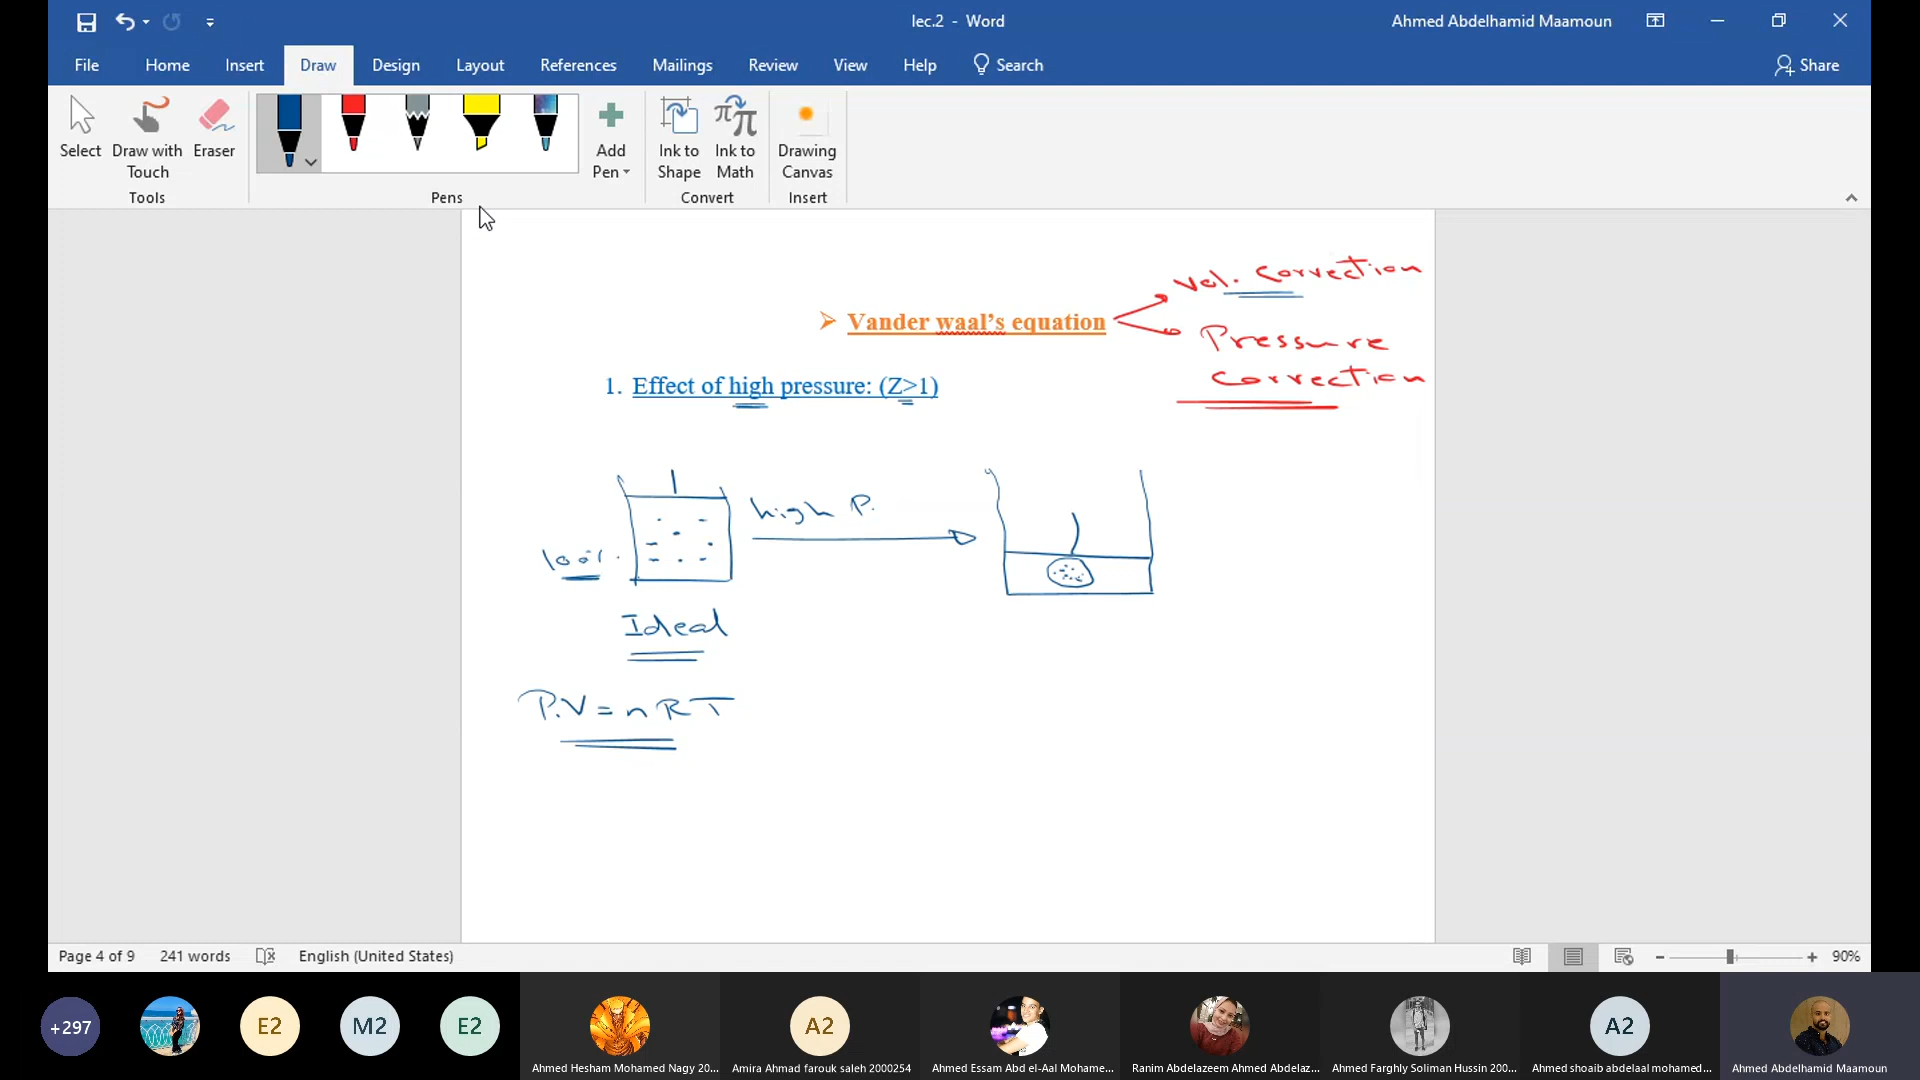 lec.2 - Word
Ahmed Abdelhamid Maamoun
File Home Insert Draw Design Layout References Mailings Review View Help Search Share
Select
Draw with Touch
Eraser
Add Pen
Ink to Shape
Ink to Math
Drawing Canvas
Tools
Pens
Convert
Insert
Vol. Correction
Vander waal’s equation
Pressure
Correction
1. Effect of high pressure: (Z>1)
high P.
Ideal
P.V = n R T
Page 4 of 9 241 words English (United States) 90%
+297 E2 M2 E2 A2 A2
Ahmed Hesham Mohamed Nagy 20...
Amira Ahmad farouk saleh 2000254
Ahmed Essam Abd el-Aal Mohame...
Ranim Abdelazeem Ahmed Abdelaz...
Ahmed Farghly Soliman Hussin 200...
Ahmed shoaib abdelaal mohamed...
Ahmed Abdelhamid Maamoun